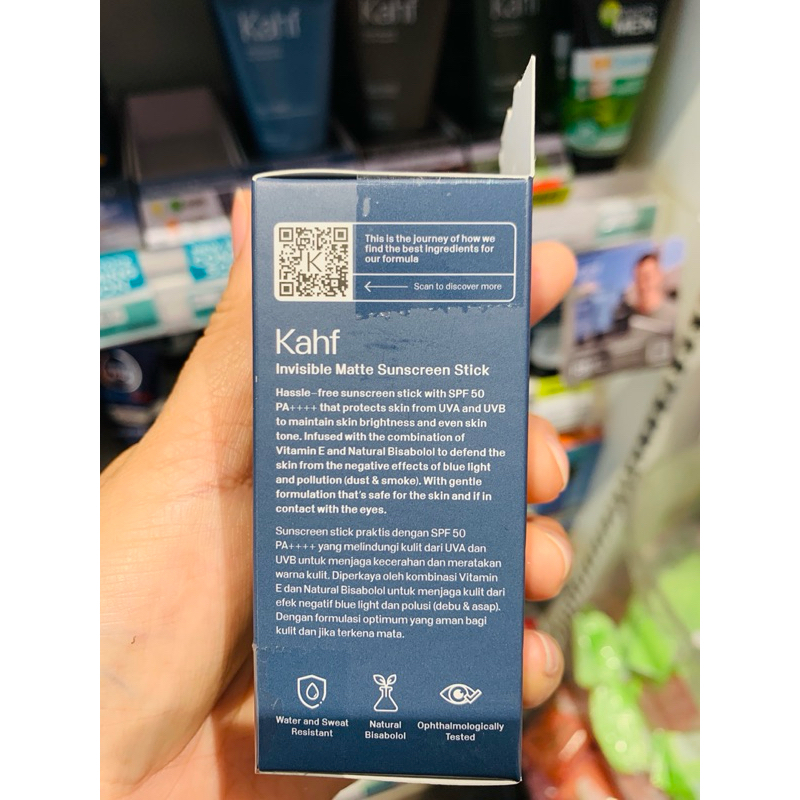 Kahf
Kahf
Kahf
MEN
This is the journey of how we
find the best ingredients for
our formula
K
Scan to discover more
Kahf
Invisible Matte Sunscreen Stick
Hassle-free sunscreen stick with SPF 50
PA++++ that protects skin from UVA and UVB
to maintain skin brightness and even skin
tone. Infused with the combination of
Vitamin E and Natural Bisabolol to defend the
skin from the negative effects of blue light
and pollution (dust & smoke). With gentle
formulation that's safe for the skin and if in
contact with the eyes.
Sunscreen stick praktis dengan SPF 50
PA++++ yang melindungi kulit dari UVA dan
UVB untuk menjaga kecerahan dan meratakan
warna kulit. Diperkaya oleh kombinasi Vitamin
E dan Natural Bisabolol untuk menjaga kulit dari
efek negatif blue light dan polusi (debu & asap).
Dengan formulasi optimum yang aman bagi
kulit dan jika terkena mata.
Water and Sweat
Resistant
Natural
Bisabolol
Ophthalmologically
Tested